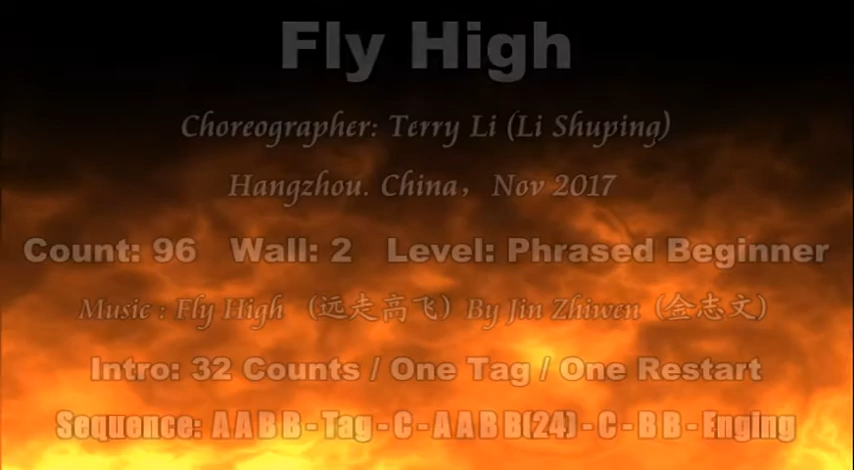 Fly High
Choreographer: Terry Li (Li Shuping)
Hangzhou. China, Nov 2017
Count: 96 Wall: 2 Level: Phrased Beginner
Music : Fly High (远走高飞) By Jin Zhiwen (金志文)
Intro: 32 Counts / One Tag / One Restart
Sequence: A A B B - Tag - C - A A B B(24) - C - B B - Enging